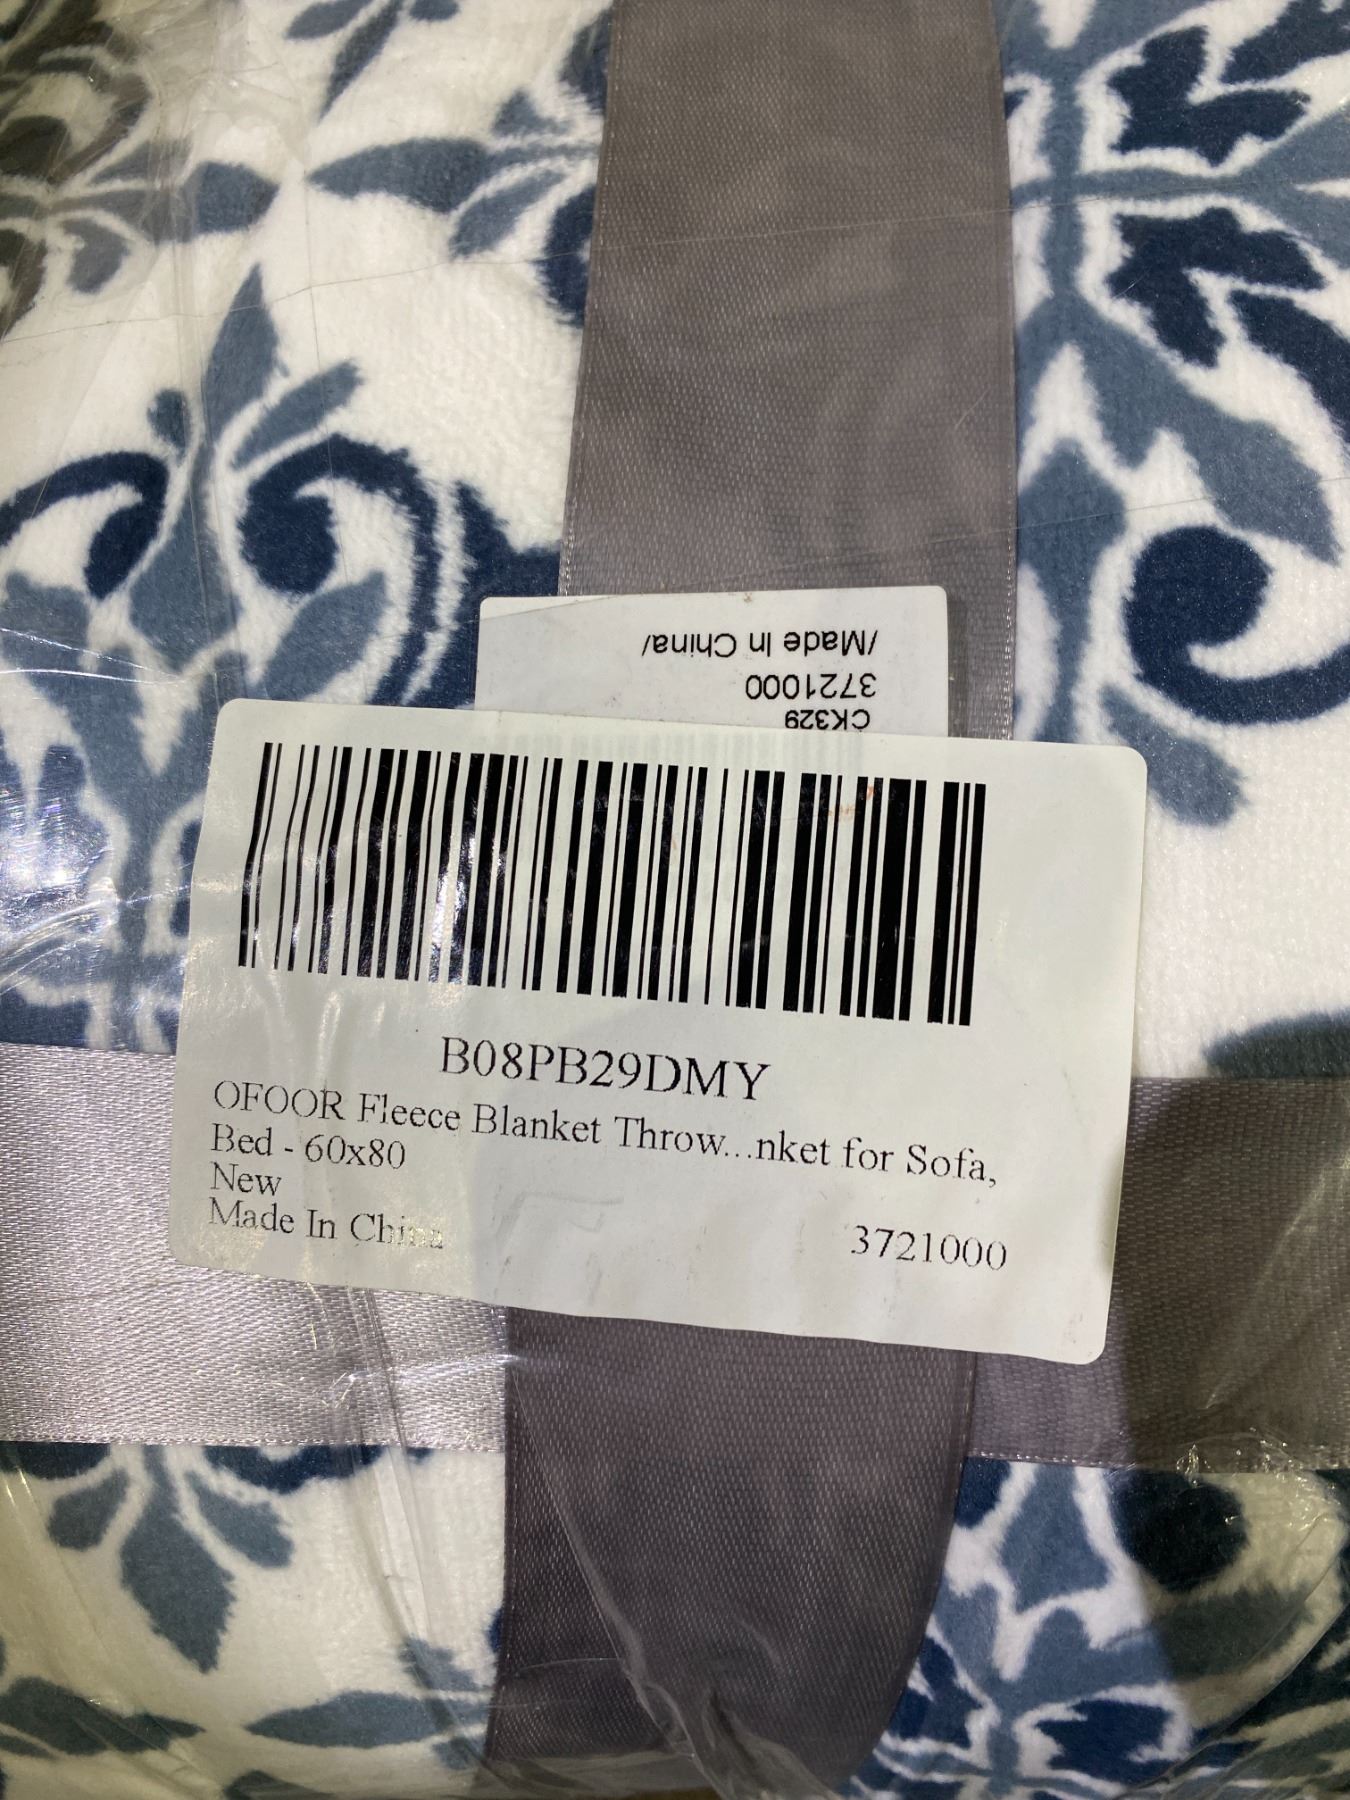 /Made In China/
3721000
CK329
B08PB29DMY
OFOOR Fleece Blanket Throw...nket for Sofa,
Bed - 60x80
New
Made In China
3721000